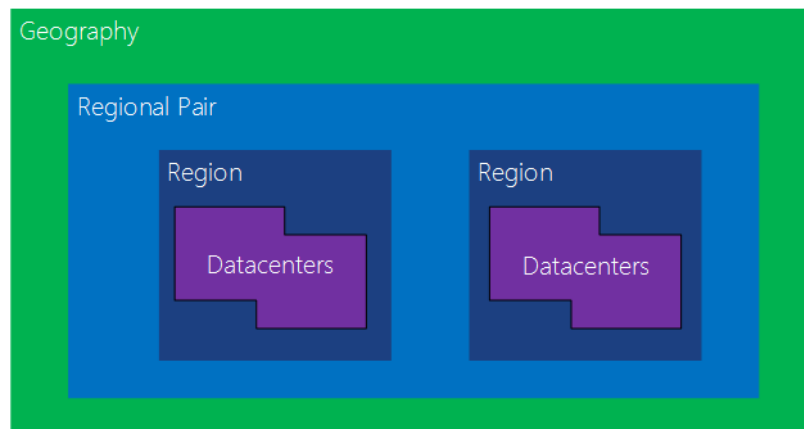 Geography
Regional Pair
Region
Region
Datacenters
Datacenters